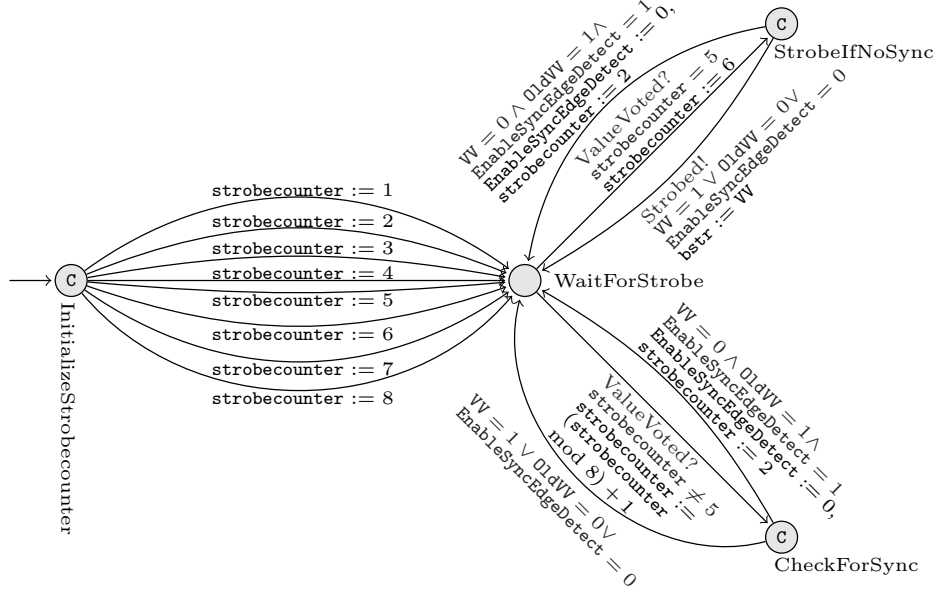 VV = 0 ∧ OldVV = 1∧
EnableSyncEdgeDetect = 1
EnableSyncEdgeDetect := 0,
strobecounter := 2
C
StrobeIfNoSync
ValueVoted?
strobecounter = 5
strobecounter := 6
Strobed!
VV = 1 ∨ OldVV = 0∨
EnableSyncEdgeDetect = 0
bstr := VV
strobecounter := 1
strobecounter := 2
strobecounter := 3
strobecounter := 4
strobecounter := 5
strobecounter := 6
strobecounter := 7
strobecounter := 8
C
InitializeStrobecounter
WaitForStrobe
VV = 0 ∧ OldVV = 1∧
EnableSyncEdgeDetect = 1
EnableSyncEdgeDetect := 0,
strobecounter := 2
ValueVoted?
strobecounter ≠ 5
strobecounter :=
(strobecounter
mod 8) + 1
VV = 1 ∨ OldVV = 0∨
EnableSyncEdgeDetect = 0
C
CheckForSync